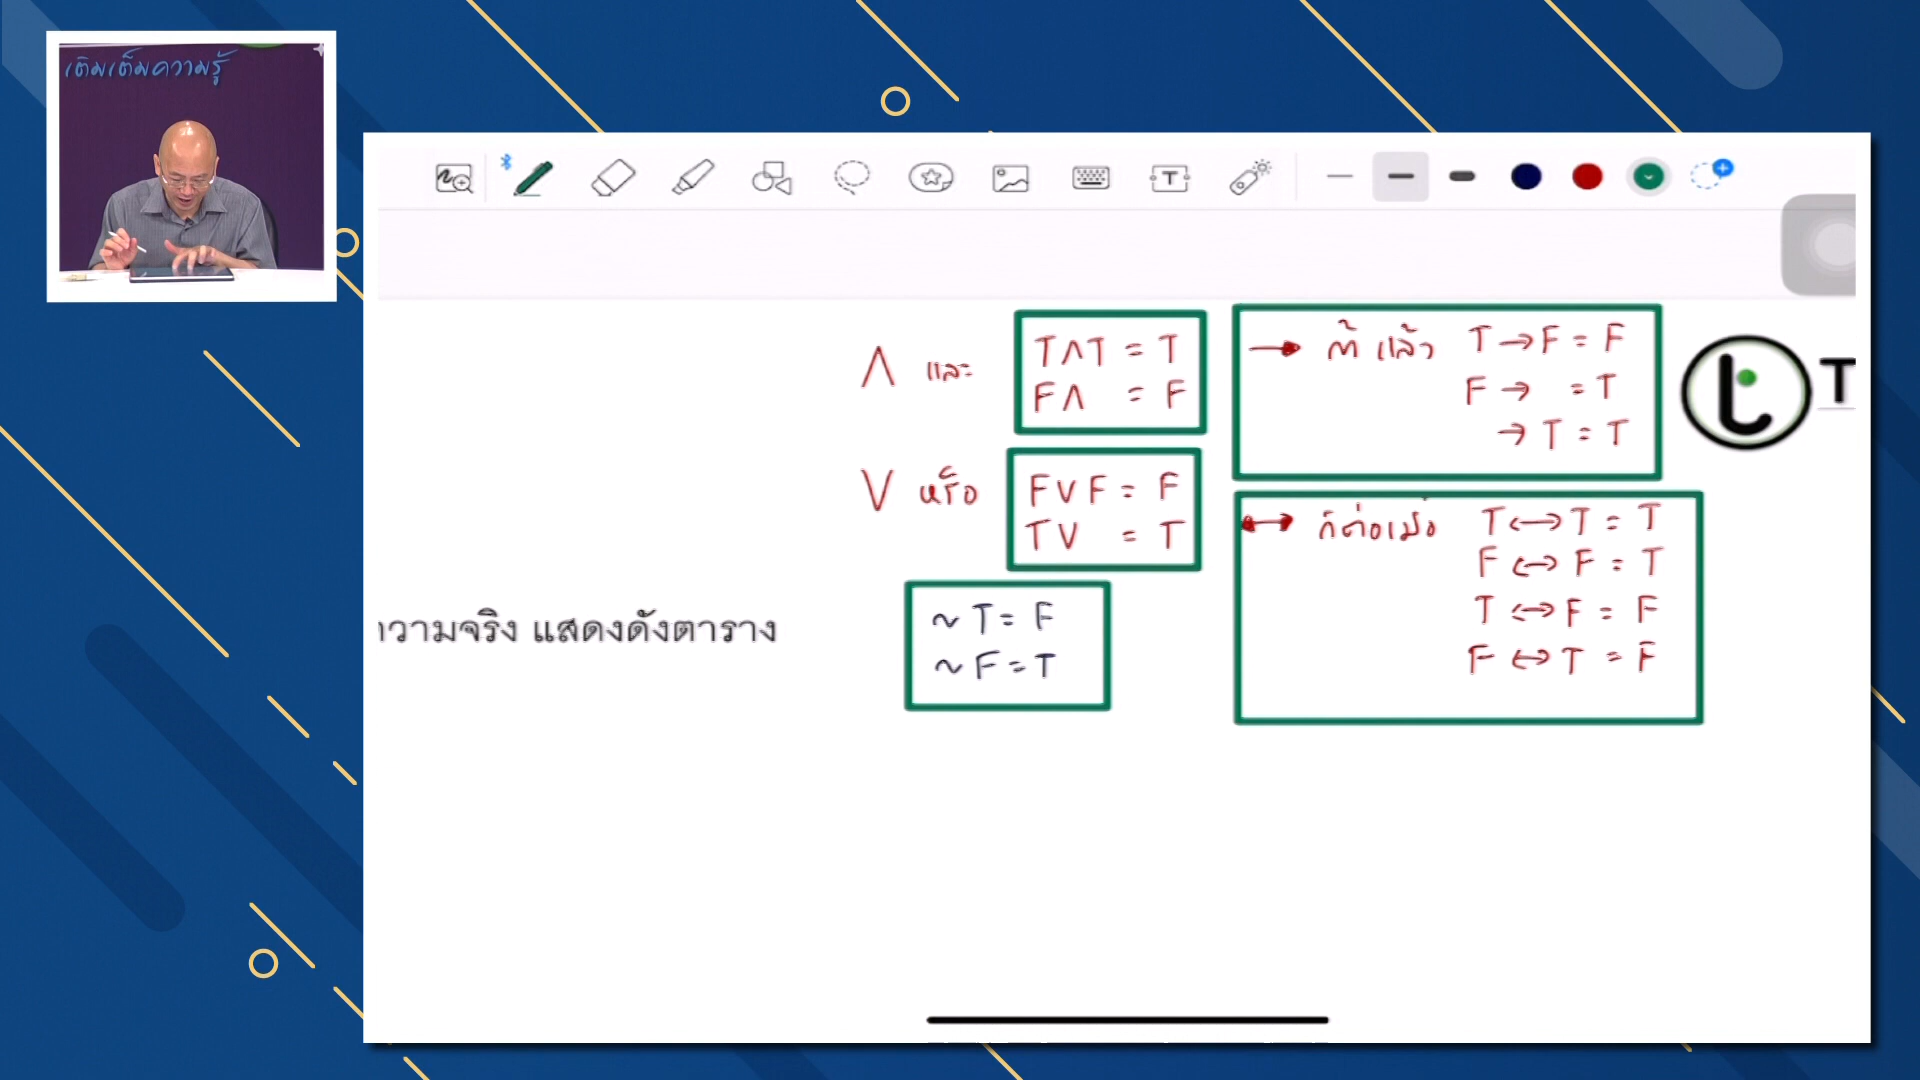 เติมเต็มความรู้
∧ และ
T∧T = T
F∧ = F
→ ถ้า แล้ว T→F = F
F→ = T
→T = T
T
∨ หรือ
F∨F = F
T∨ = T
↔ ก็ต่อเมื่อ T↔T = T
F↔F = T
T↔F = F
F↔T = F
~T = F
~F = T
วามจริง แสดงดังตาราง